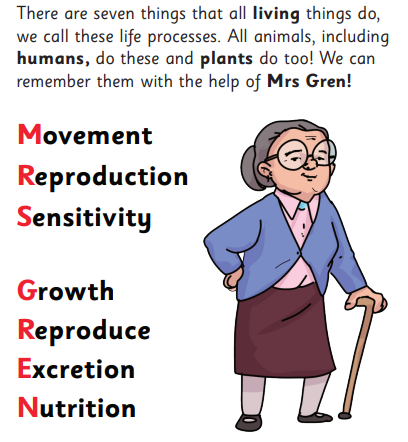 There are seven things that all living things do,
we call these life processes. All animals, including
humans, do these and plants do too! We can
remember them with the help of Mrs Gren!
Movement
Reproduction
Sensitivity
Growth
Reproduce
Excretion
Nutrition